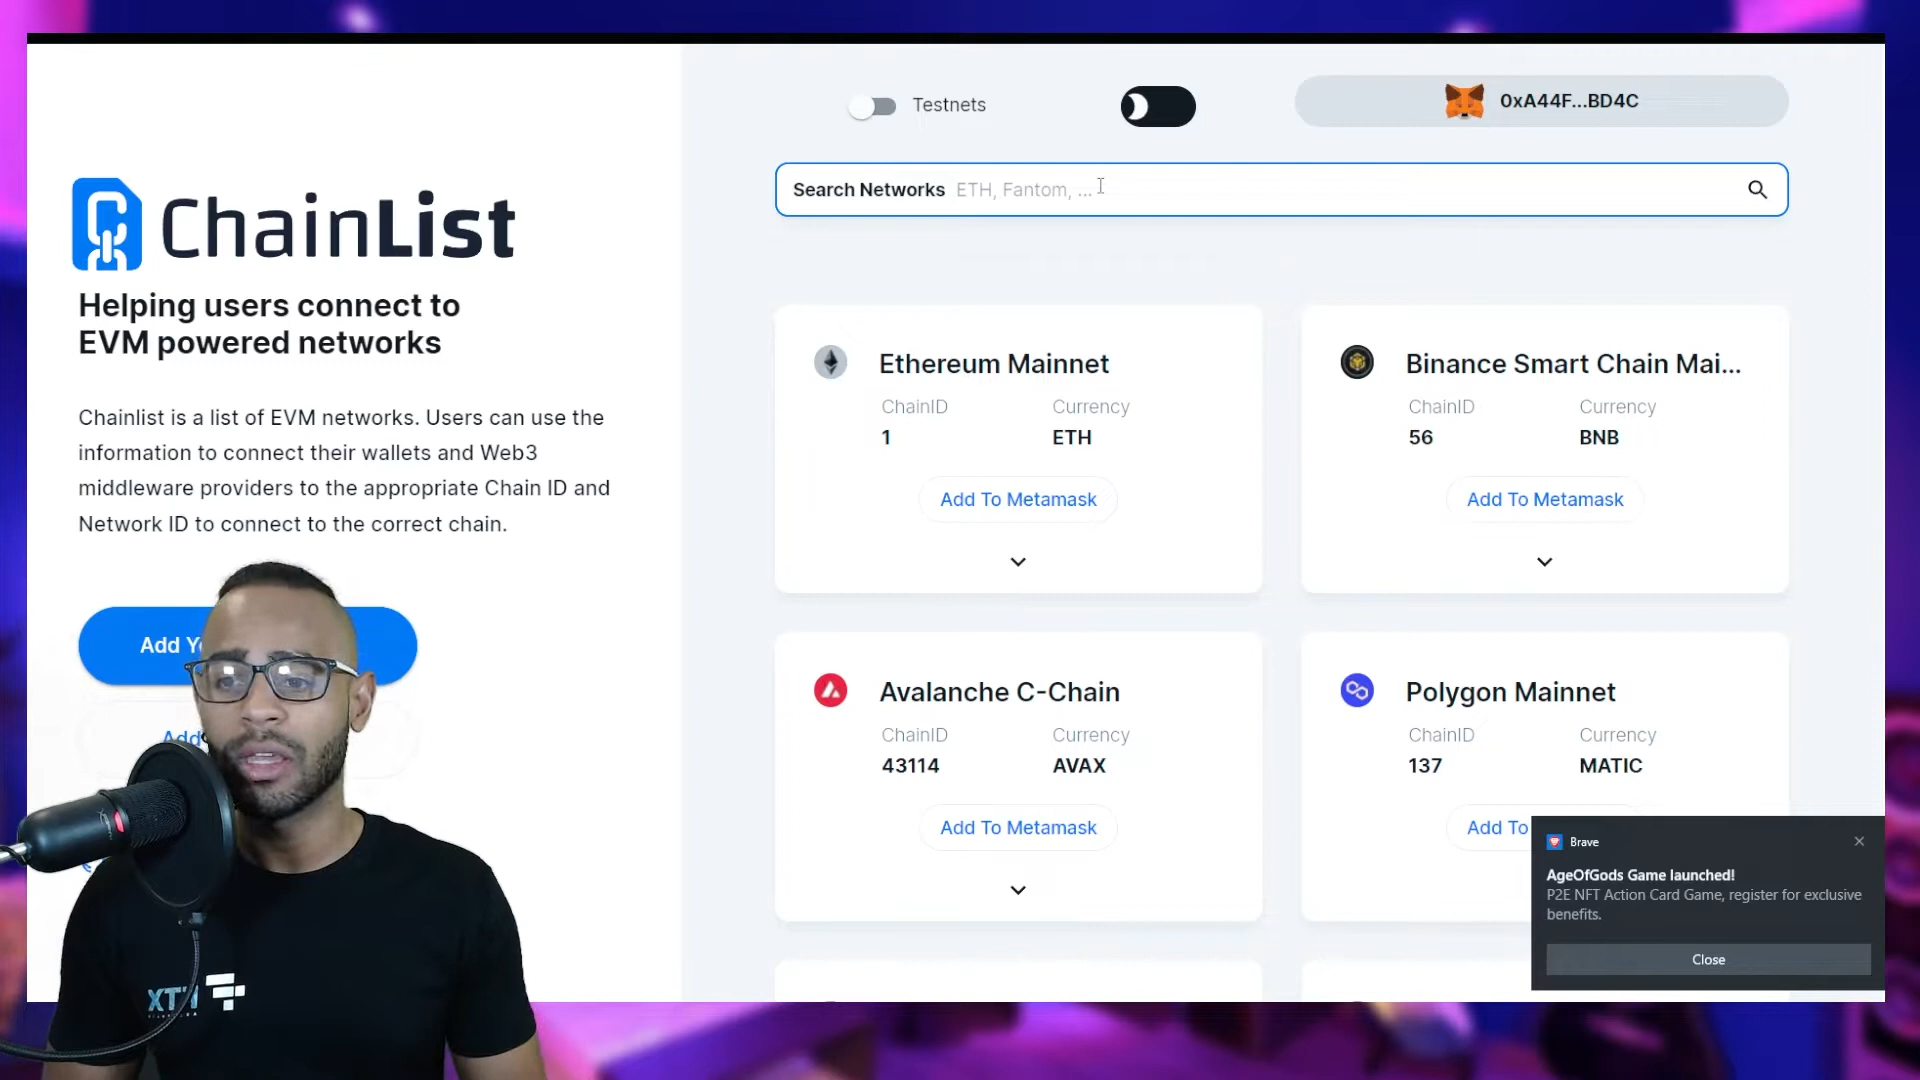 Testnets
0xA44F...BD4C
Search Networks ETH, Fantom, ...
ChainList
Helping users connect to
EVM powered networks
Chainlist is a list of EVM networks. Users can use the
information to connect their wallets and Web3
middleware providers to the appropriate Chain ID and
Network ID to connect to the correct chain.
Add
Add
Ethereum Mainnet
ChainID Currency
1 ETH
Add To Metamask
Binance Smart Chain Mai...
ChainID Currency
56 BNB
Add To Metamask
Avalanche C-Chain
ChainID Currency
43114 AVAX
Add To Metamask
Polygon Mainnet
ChainID Currency
137 MATIC
Add To
Brave
AgeOfGods Game launched!
P2E NFT Action Card Game, register for exclusive
benefits.
Close